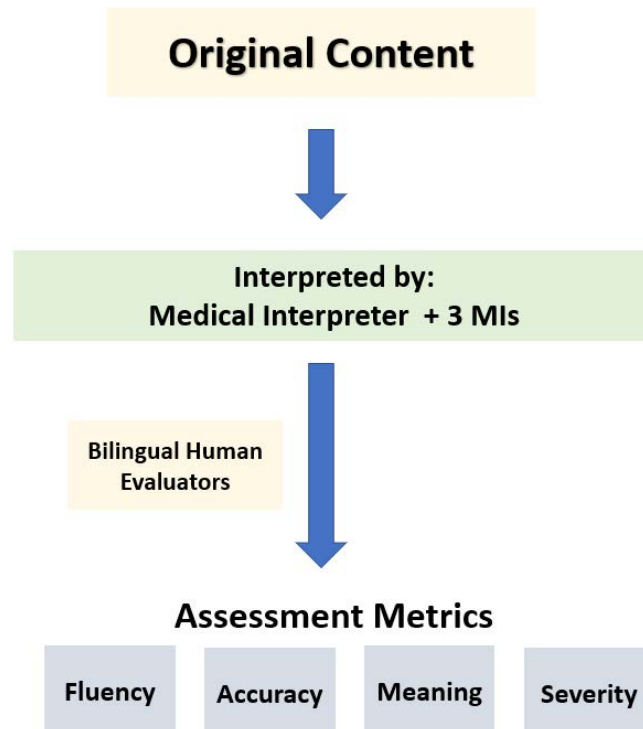 Original Content
Interpreted by:
Medical Interpreter + 3 MIs
Bilingual Human
Evaluators
Assessment Metrics
Fluency
Accuracy
Meaning
Severity